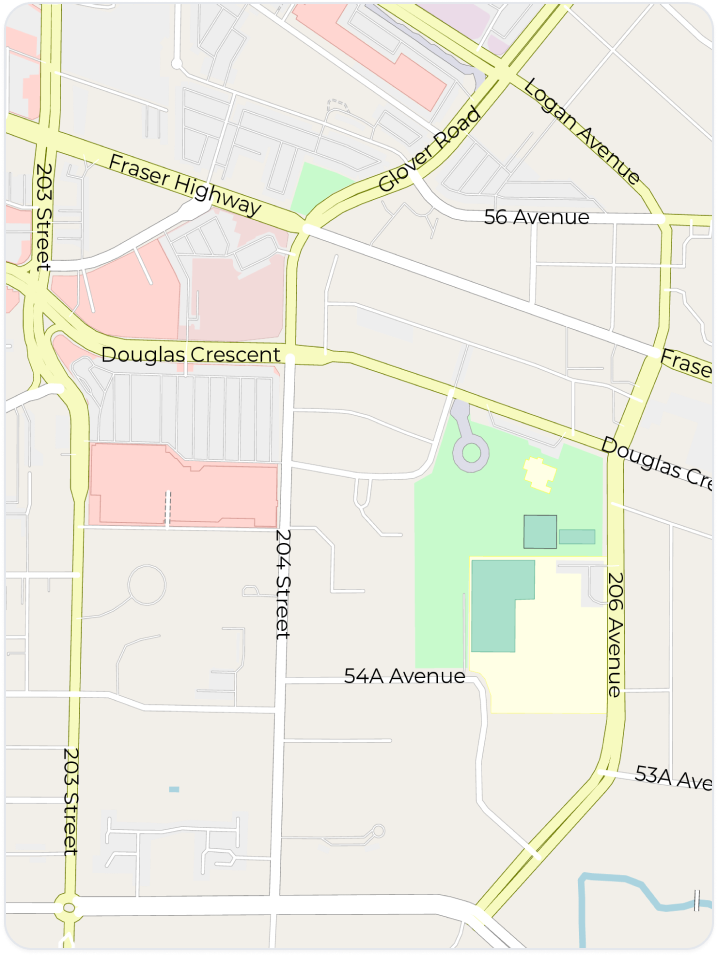 Logan Avenue
Glover Road
Fraser Highway
203 Street
56 Avenue
Douglas Crescent
Frase
Douglas Cre
204 Street
206 Avenue
54A Avenue
203 Street
53A Ave